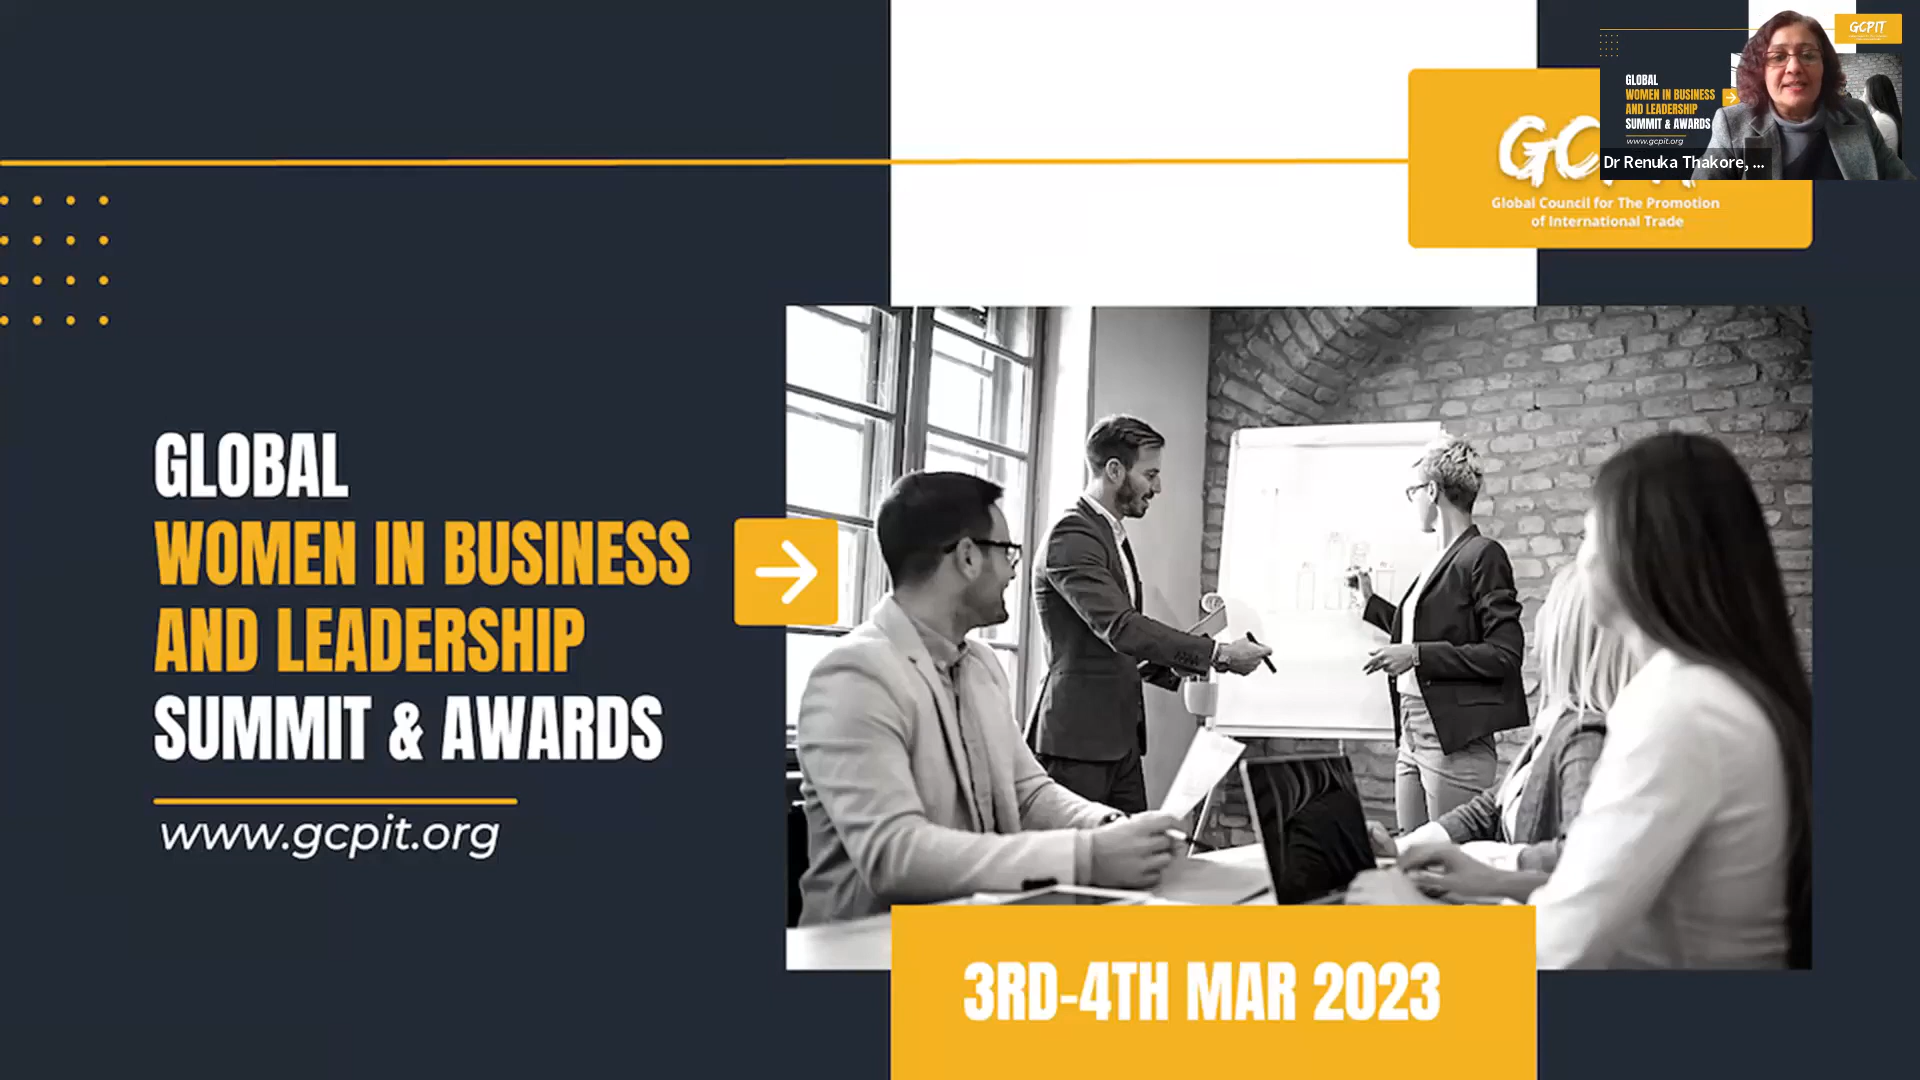 GLOBAL
WOMEN IN BUSINESS
AND LEADERSHIP
SUMMIT & AWARDS
www.gcpit.org
Global Council for The Promotion
of International Trade
3RD-4TH MAR 2023
GCPIT
GLOBAL
WOMEN IN BUSINESS
AND LEADERSHIP
SUMMIT & AWARDS
www.gcpit.org
Dr Renuka Thakore, ...